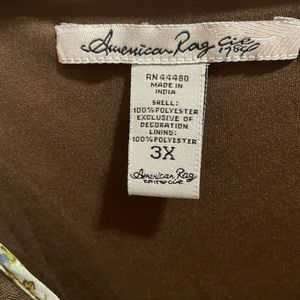 American Rag Cie
1984
RN 44480
MADE IN
INDIA
SHELL:
100% POLYESTER
EXCLUSIVE OF
DECORATION
LINING:
100% POLYESTER
3X
American Rag